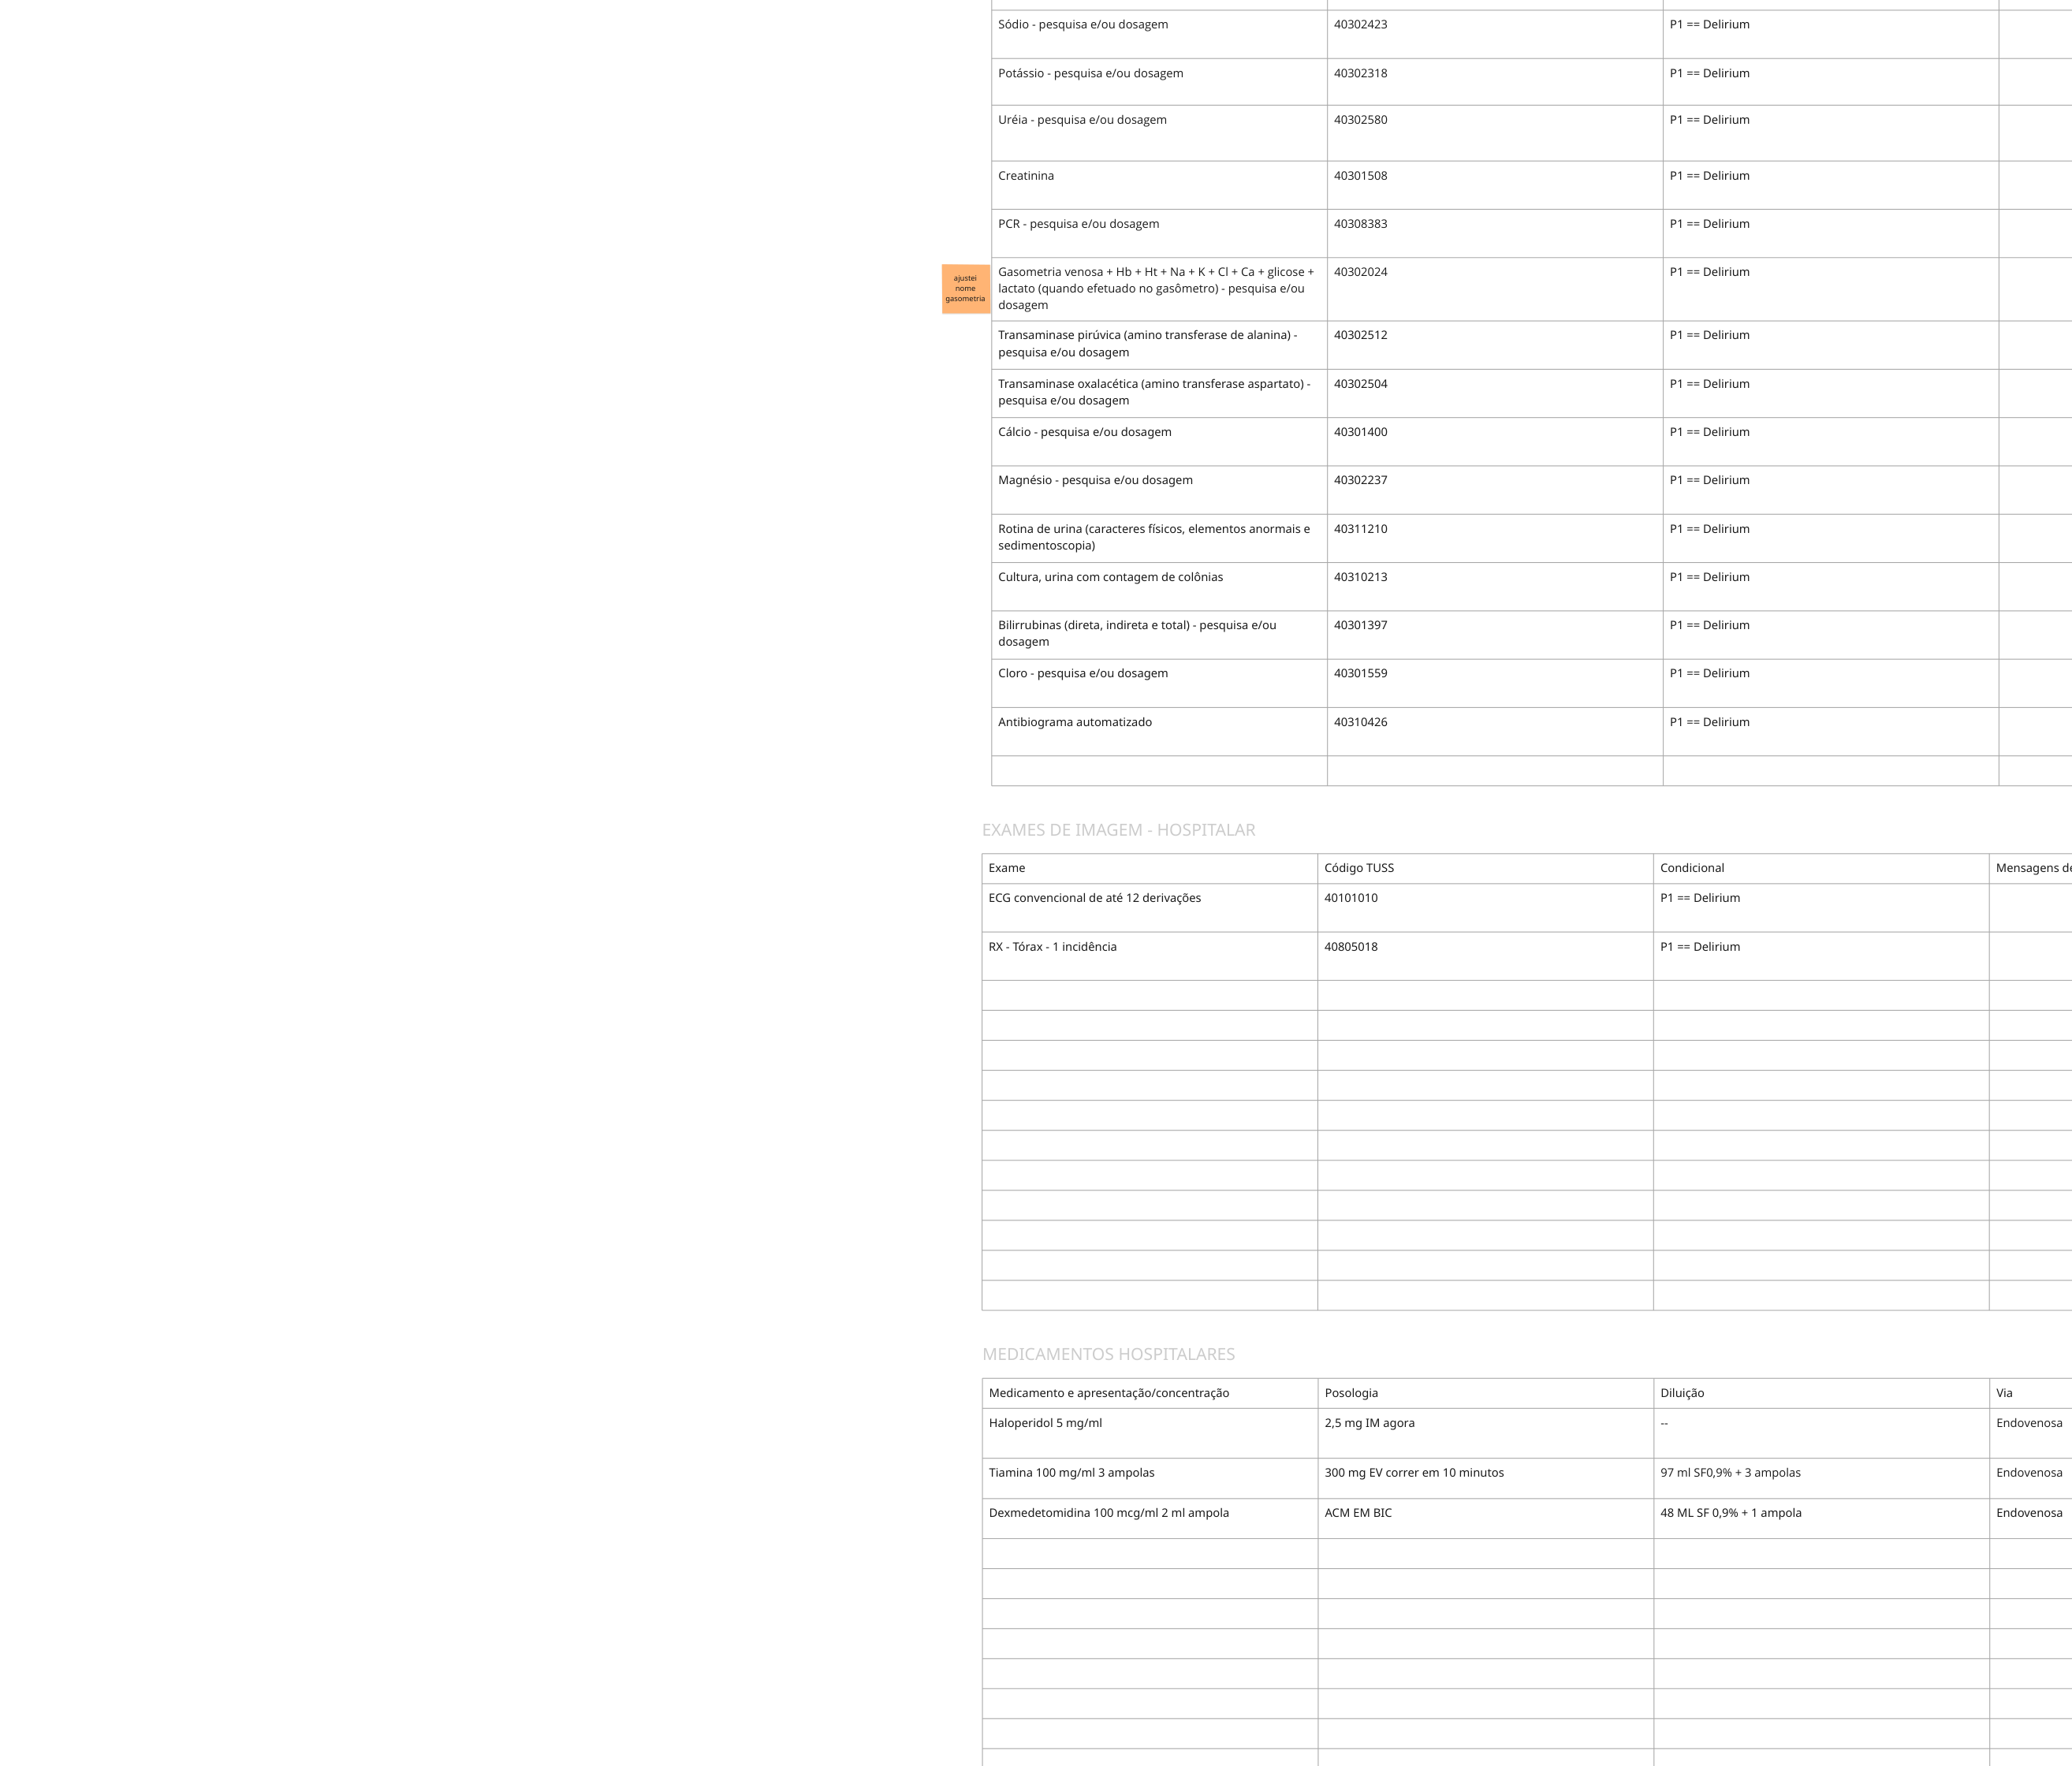 Sódio - pesquisa e/ou dosagem 40302423 P1 == Delirium
Potássio - pesquisa e/ou dosagem 40302318 P1 == Delirium
Uréia - pesquisa e/ou dosagem 40302580 P1 == Delirium
Creatinina 40301508 P1 == Delirium
PCR - pesquisa e/ou dosagem 40308383 P1 == Delirium
ajustei
nome
gasometria
Gasometria venosa + Hb + Ht + Na + K + Cl + Ca + glicose + 40302024 P1 == Delirium
lactato (quando efetuado no gasômetro) - pesquisa e/ou
dosagem
Transaminase pirúvica (amino transferase de alanina) - 40302512 P1 == Delirium
pesquisa e/ou dosagem
Transaminase oxalacética (amino transferase aspartato) - 40302504 P1 == Delirium
pesquisa e/ou dosagem
Cálcio - pesquisa e/ou dosagem 40301400 P1 == Delirium
Magnésio - pesquisa e/ou dosagem 40302237 P1 == Delirium
Rotina de urina (caracteres físicos, elementos anormais e 40311210 P1 == Delirium
sedimentoscopia)
Cultura, urina com contagem de colônias 40310213 P1 == Delirium
Bilirrubinas (direta, indireta e total) - pesquisa e/ou 40301397 P1 == Delirium
dosagem
Cloro - pesquisa e/ou dosagem 40301559 P1 == Delirium
Antibiograma automatizado 40310426 P1 == Delirium
EXAMES DE IMAGEM - HOSPITALAR
Exame Código TUSS Condicional Mensagens de
ECG convencional de até 12 derivações 40101010 P1 == Delirium
RX - Tórax - 1 incidência 40805018 P1 == Delirium
MEDICAMENTOS HOSPITALARES
Medicamento e apresentação/concentração Posologia Diluição Via
Haloperidol 5 mg/ml 2,5 mg IM agora -- Endovenosa
Tiamina 100 mg/ml 3 ampolas 300 mg EV correr em 10 minutos 97 ml SF0,9% + 3 ampolas Endovenosa
Dexmedetomidina 100 mcg/ml 2 ml ampola ACM EM BIC 48 ML SF 0,9% + 1 ampola Endovenosa